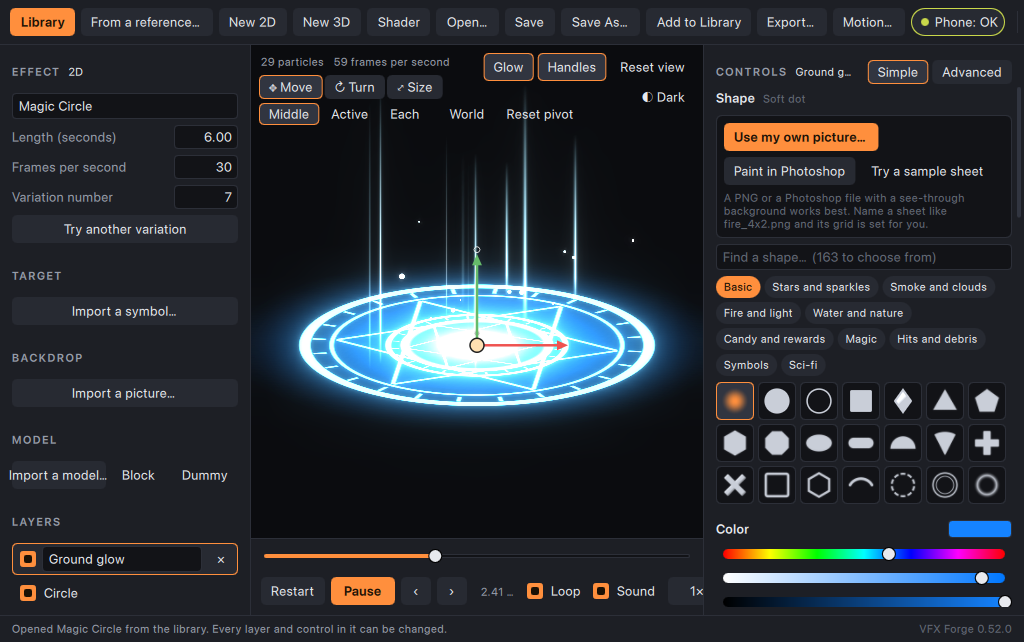 Library From a reference... New 2D New 3D Shader Open... Save Save As... Add to Library Export... Motion... Phone: OK
EFFECT 2D
Magic Circle
Length (seconds) 6.00
Frames per second 30
Variation number 7
Try another variation
TARGET
Import a symbol...
BACKDROP
Import a picture...
MODEL
Import a model... Block Dummy
LAYERS
Ground glow ×
Circle
29 particles 59 frames per second
Glow Handles Reset view
Move Turn Size
Dark
Middle Active Each World Reset pivot
Restart Pause ‹ › 2.41 ... Loop Sound 1×
CONTROLS Ground g... Simple Advanced
Shape Soft dot
Use my own picture...
Paint in Photoshop Try a sample sheet
A PNG or a Photoshop file with a see-through
background works best. Name a sheet like
fire_4x2.png and its grid is set for you.
Find a shape... (163 to choose from)
Basic Stars and sparkles Smoke and clouds
Fire and light Water and nature
Candy and rewards Magic Hits and debris
Symbols Sci-fi
Color
Opened Magic Circle from the library. Every layer and control in it can be changed. VFX Forge 0.52.0